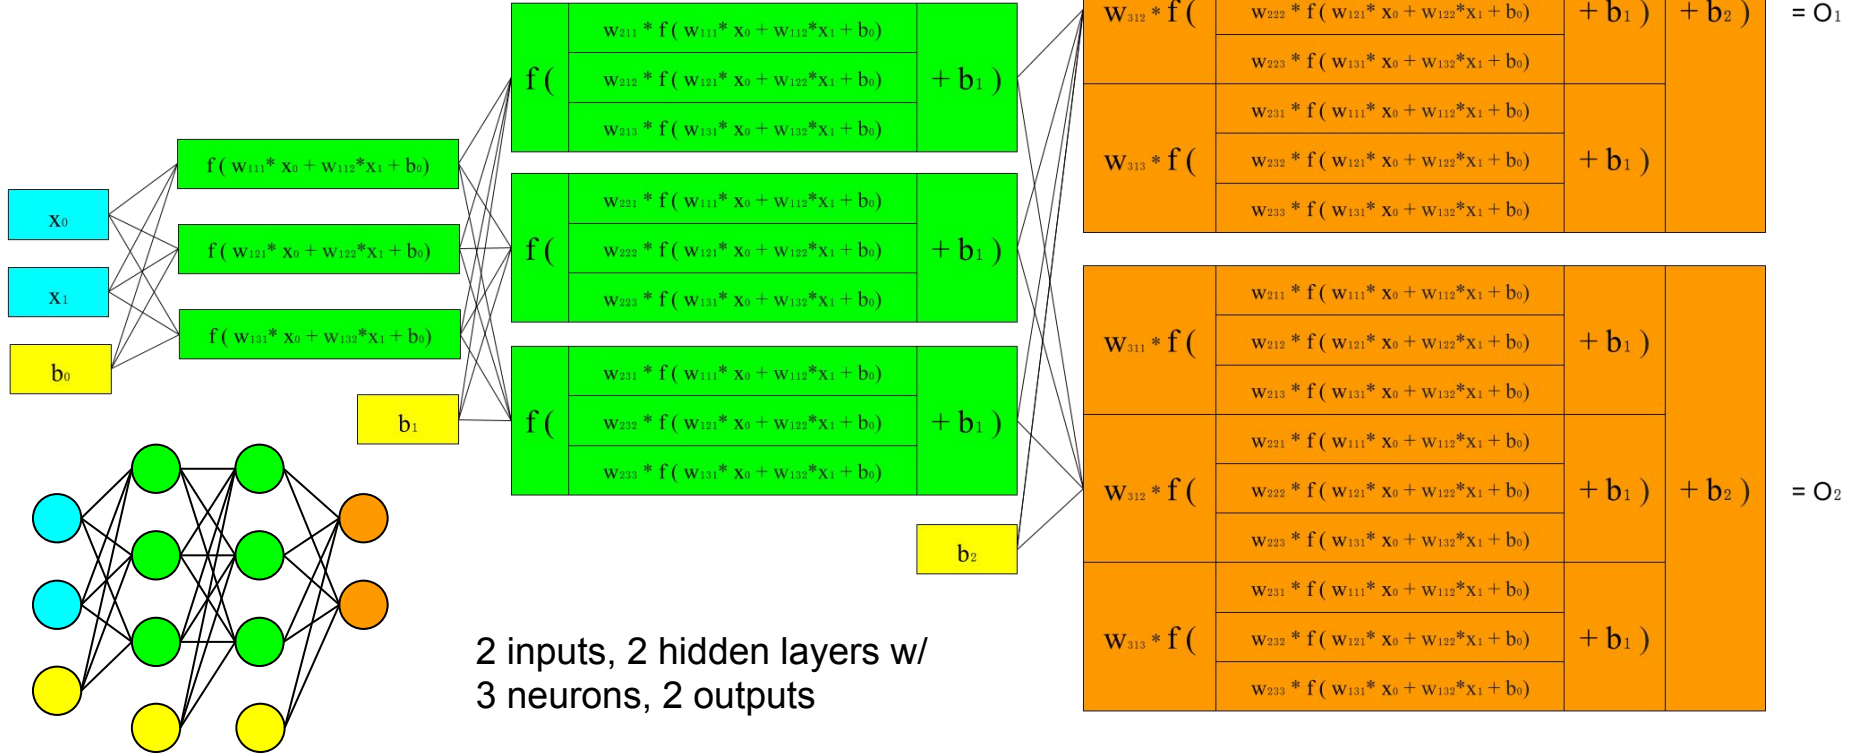 x₀
x₁
b₀
f ( w₁₁₁* x₀ + w₁₁₂*x₁ + b₀)
f ( w₁₂₁* x₀ + w₁₂₂*x₁ + b₀)
f ( w₁₃₁* x₀ + w₁₃₂*x₁ + b₀)
b₁
w₂₁₁ * f ( w₁₁₁* x₀ + w₁₁₂*x₁ + b₀)
f ( w₂₁₂ * f ( w₁₂₁* x₀ + w₁₂₂*x₁ + b₀) + b₁ )
w₂₁₃ * f ( w₁₃₁* x₀ + w₁₃₂*x₁ + b₀)
w₂₂₁ * f ( w₁₁₁* x₀ + w₁₁₂*x₁ + b₀)
f ( w₂₂₂ * f ( w₁₂₁* x₀ + w₁₂₂*x₁ + b₀) + b₁ )
w₂₂₃ * f ( w₁₃₁* x₀ + w₁₃₂*x₁ + b₀)
w₂₃₁ * f ( w₁₁₁* x₀ + w₁₁₂*x₁ + b₀)
f ( w₂₃₂ * f ( w₁₂₁* x₀ + w₁₂₂*x₁ + b₀) + b₁ )
w₂₃₃ * f ( w₁₃₁* x₀ + w₁₃₂*x₁ + b₀)
b₂
w₃₁₂ * f ( w₂₂₂ * f ( w₁₂₁* x₀ + w₁₂₂*x₁ + b₀) + b₁ ) + b₂ ) = O₁
w₂₂₃ * f ( w₁₃₁* x₀ + w₁₃₂*x₁ + b₀)
w₂₃₁ * f ( w₁₁₁* x₀ + w₁₁₂*x₁ + b₀)
w₃₁₃ * f ( w₂₃₂ * f ( w₁₂₁* x₀ + w₁₂₂*x₁ + b₀) + b₁ )
w₂₃₃ * f ( w₁₃₁* x₀ + w₁₃₂*x₁ + b₀)
w₂₁₁ * f ( w₁₁₁* x₀ + w₁₁₂*x₁ + b₀)
w₃₁₁ * f ( w₂₁₂ * f ( w₁₂₁* x₀ + w₁₂₂*x₁ + b₀) + b₁ )
w₂₁₃ * f ( w₁₃₁* x₀ + w₁₃₂*x₁ + b₀)
w₂₂₁ * f ( w₁₁₁* x₀ + w₁₁₂*x₁ + b₀)
w₃₁₂ * f ( w₂₂₂ * f ( w₁₂₁* x₀ + w₁₂₂*x₁ + b₀) + b₁ ) + b₂ ) = O₂
w₂₂₃ * f ( w₁₃₁* x₀ + w₁₃₂*x₁ + b₀)
w₂₃₁ * f ( w₁₁₁* x₀ + w₁₁₂*x₁ + b₀)
w₃₁₃ * f ( w₂₃₂ * f ( w₁₂₁* x₀ + w₁₂₂*x₁ + b₀) + b₁ )
w₂₃₃ * f ( w₁₃₁* x₀ + w₁₃₂*x₁ + b₀)
2 inputs, 2 hidden layers w/
3 neurons, 2 outputs